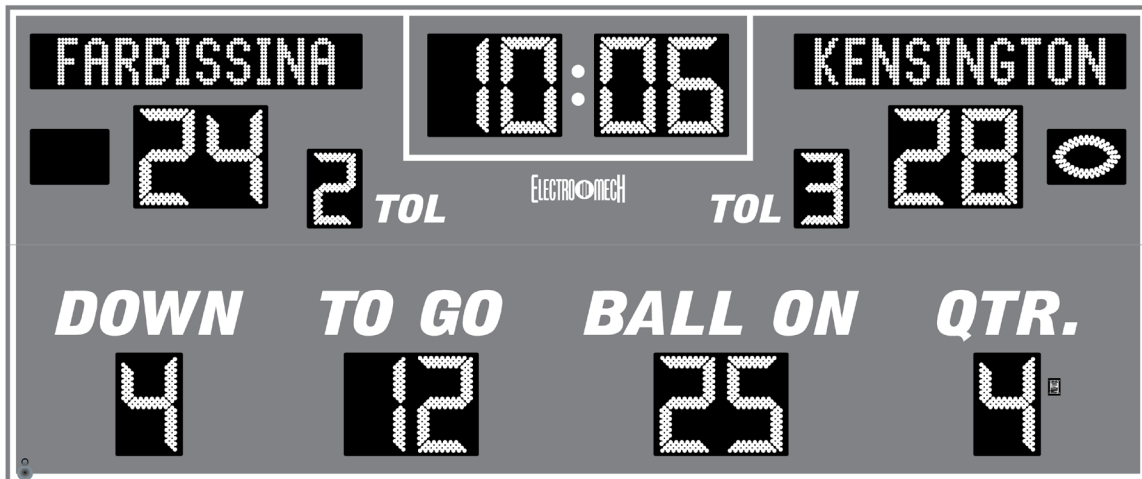 FARBISSINA 10:06 KENSINGTON
24 28
2 TOL ELECTRO MECH TOL 3
DOWN TO GO BALL ON QTR.
4 12 25 4